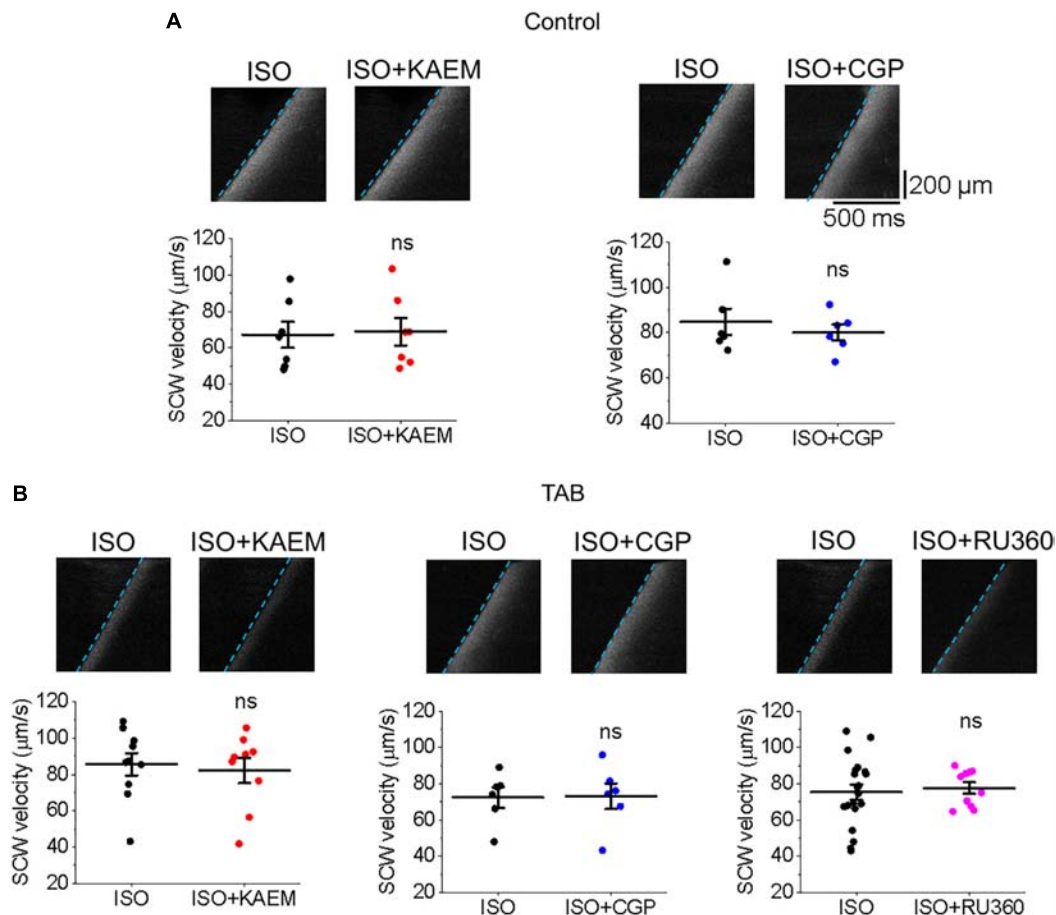 A
Control
ISO
ISO+KAEM
ISO
ISO+CGP
200 µm
500 ms
SCW velocity (µm/s)
120
100
80
60
40
20
ns
ISO
ISO+KAEM
SCW velocity (µm/s)
120
100
80
60
40
ns
ISO
ISO+CGP
B
TAB
ISO
ISO+KAEM
ISO
ISO+CGP
ISO
ISO+RU360
SCW velocity (µm/s)
120
100
80
60
40
20
ns
ISO
ISO+KAEM
SCW velocity (µm/s)
120
100
80
60
40
20
ns
ISO
ISO+CGP
SCW velocity (µm/s)
120
100
80
60
40
20
ns
ISO
ISO+RU360